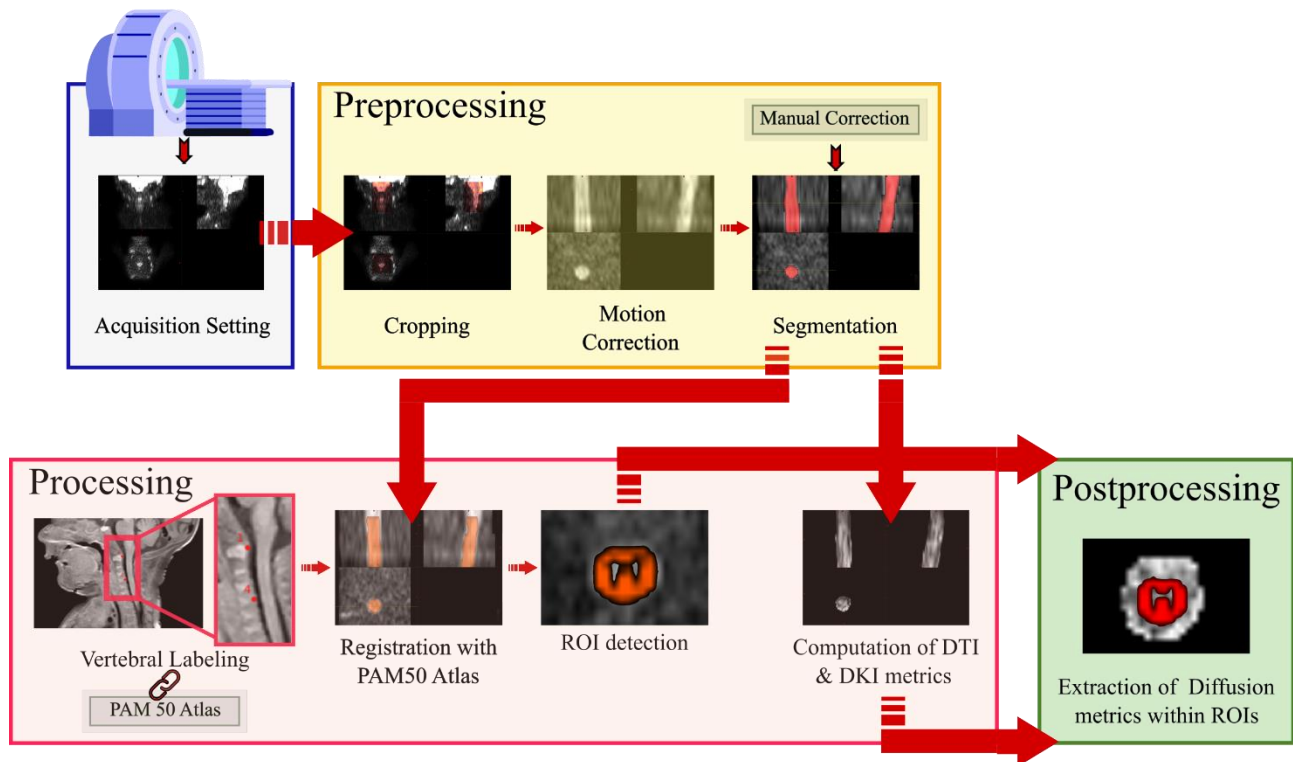 Preprocessing
Manual Correction
Acquisition Setting
Cropping
Motion
Correction
Segmentation
Processing
4
Vertebral Labeling
PAM 50 Atlas
Registration with
PAM50 Atlas
ROI detection
Computation of DTI
& DKI metrics
Postprocessing
Extraction of Diffusion
metrics within ROIs